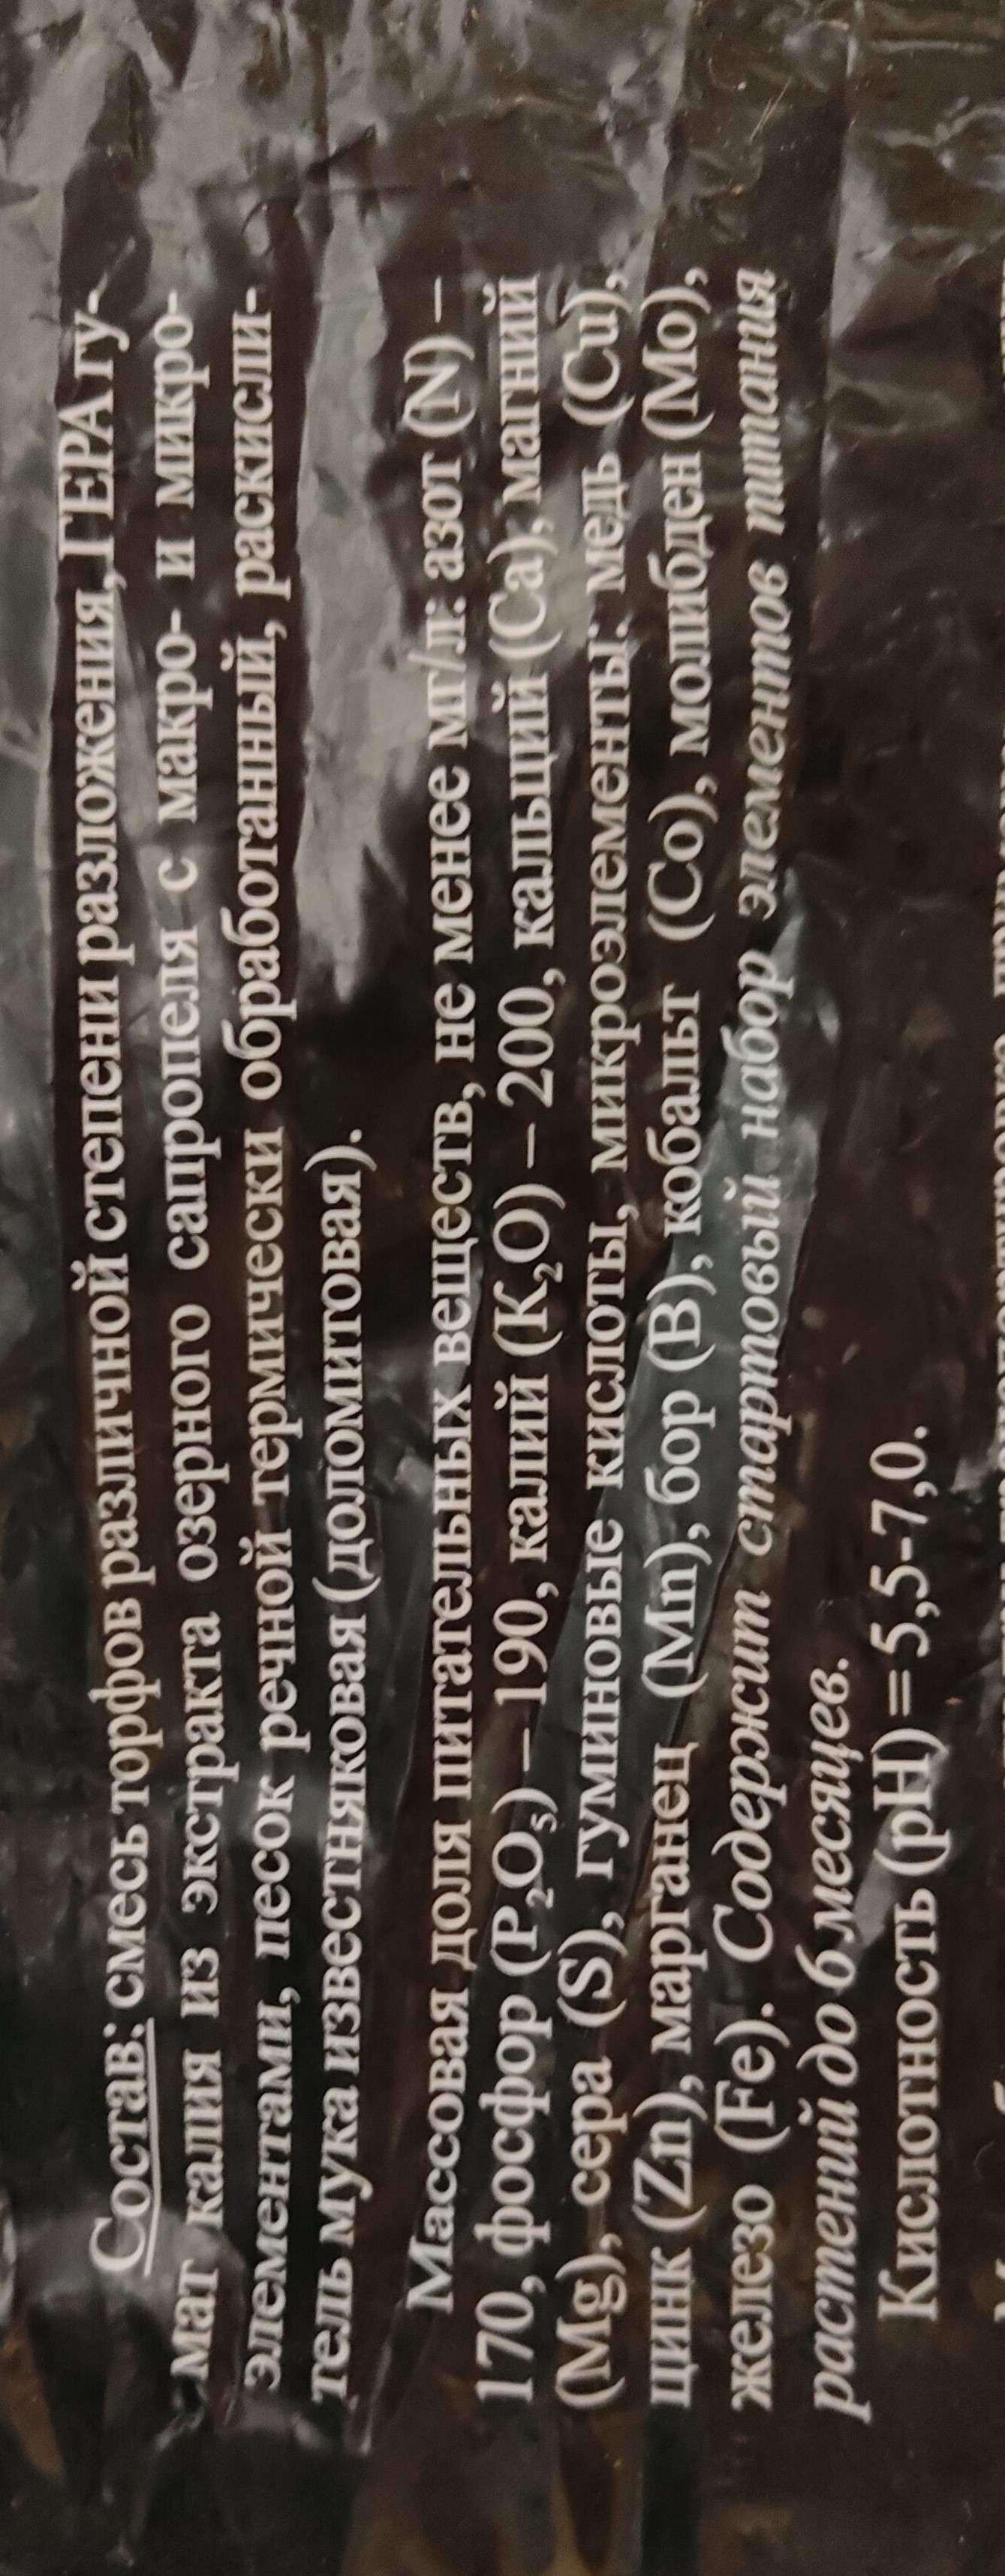 Состав: смесь торфов различной степени разложения, ГЕРАгу-
мат калия из экстракта озерного сапропеля с макро- и микро-
элементами, песок речной термически обработанный, раскисли-
тель мука известняковая (доломитовая).
Массовая доля питательных веществ, не менее мг/л: азот (N) –
170, фосфор (P₂O₅) – 190, калий (K₂O) – 200, кальций (Ca), магний
(Mg), сера (S), гуминовые кислоты, микроэлементы: медь (Cu),
цинк (Zn), марганец (Mn), бор (B), кобальт (Co), молибден (Mo),
железо (Fe). Содержит стартовый набор элементов питания
растений до 6 месяцев.
Кислотность (pH) = 5,5-7,0.